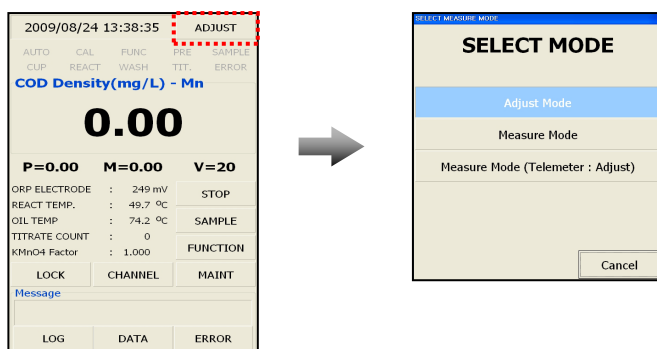 2009/08/24 13:38:35 ADJUST
AUTO CAL FUNC PRE SAMPLE
CUP REACT WASH TIT. ERROR
COD Density(mg/L) - Mn
0.00
P=0.00 M=0.00 V=20
ORP ELECTRODE : 249 mV
REACT TEMP. : 49.7 ºC
OIL TEMP : 74.2 ºC
TITRATE COUNT : 0
KMnO4 Factor : 1.000
STOP
SAMPLE
FUNCTION
LOCK CHANNEL MAINT
Message
LOG DATA ERROR
SELECT MEASURE MODE
SELECT MODE
Adjust Mode
Measure Mode
Measure Mode (Telemeter : Adjust)
Cancel